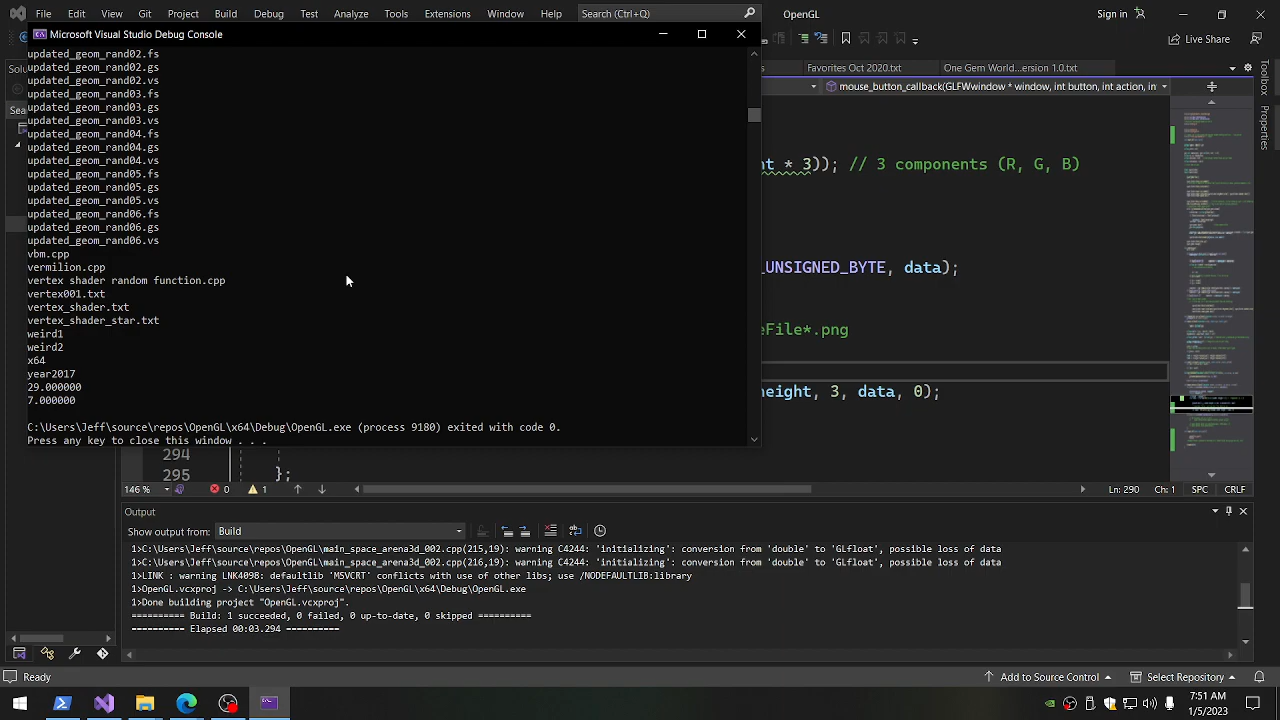 File Edit View Git Project Build Debug Test Analyze Tools Extensions Window Help Search (Ctrl+Q) OpenGL Sign in
Microsoft Visual Studio Debug Console
Live Share
Favorites Oct 2020.txt One Gem World...ersion 1.0.txt
mouse_button_callback(GLFWwindow * window, int button, int action, int
Toolbox
updated_geom_rand02.fs
updated_geom_rand02.gs
updated_geom_rand02.vs
updated_geom_rand03.fs
updated_geom_rand03.gs
updated_geom_rand03.vs
updated_geom_rand04.fs
updated_geom_rand04.gs
updated_geom_rand04.vs
updated_geom_rand05.fs
updated_geom_rand05.gs
updated_geom_rand05.vs
updated_geom_rand06.fs
updated_geom_rand06.gs
updated_geom_rand06.vs
vbm.cpp
vermilion.cpp
vertex shader random function.cpp
vertex001.txt
vertex_shader.txt
vertex_shader_star.txt
weird1
weird2
x64
year2017
29.000000
7.000000
C:\Users\Jeff\source\repos\OpenGL\x64\Debug\OpenGL.exe (process 9180) exited with code 0.
Press any key to close this window . . .
* 3)); // 3 components (R, G, B)
UNSIGNED_BYTE, data);
eFile*.png
eight, 3, data, 0);
294
295 };
146 % 0 1 Ln: 290 Ch: 1 SPC CRLF
Output
Show output from: Build
1>C:\Users\Jeff\source\repos\OpenGL\main_space_arena3d_002.cpp(215,19): warning C4244: 'initializing': conversion from 'double' to 'GLfloat', possible loss of data
1>C:\Users\Jeff\source\repos\OpenGL\main_space_arena3d_002.cpp(216,19): warning C4244: 'initializing': conversion from 'double' to 'GLfloat', possible loss of data
1>LINK : warning LNK4098: defaultlib 'MSVCRT' conflicts with use of other libs; use /NODEFAULTLIB:library
1>OpenGL.vcxproj -> C:\Users\Jeff\source\repos\OpenGL\x64\Debug\OpenGL.exe
1>Done building project "OpenGL.vcxproj".
========== Build: 1 succeeded, 0 failed, 0 up-to-date, 0 skipped ==========
========== Elapsed 00:03.294 ==========
Ready Add to Source Control Select Repository
7:51 AM
1/5/2023